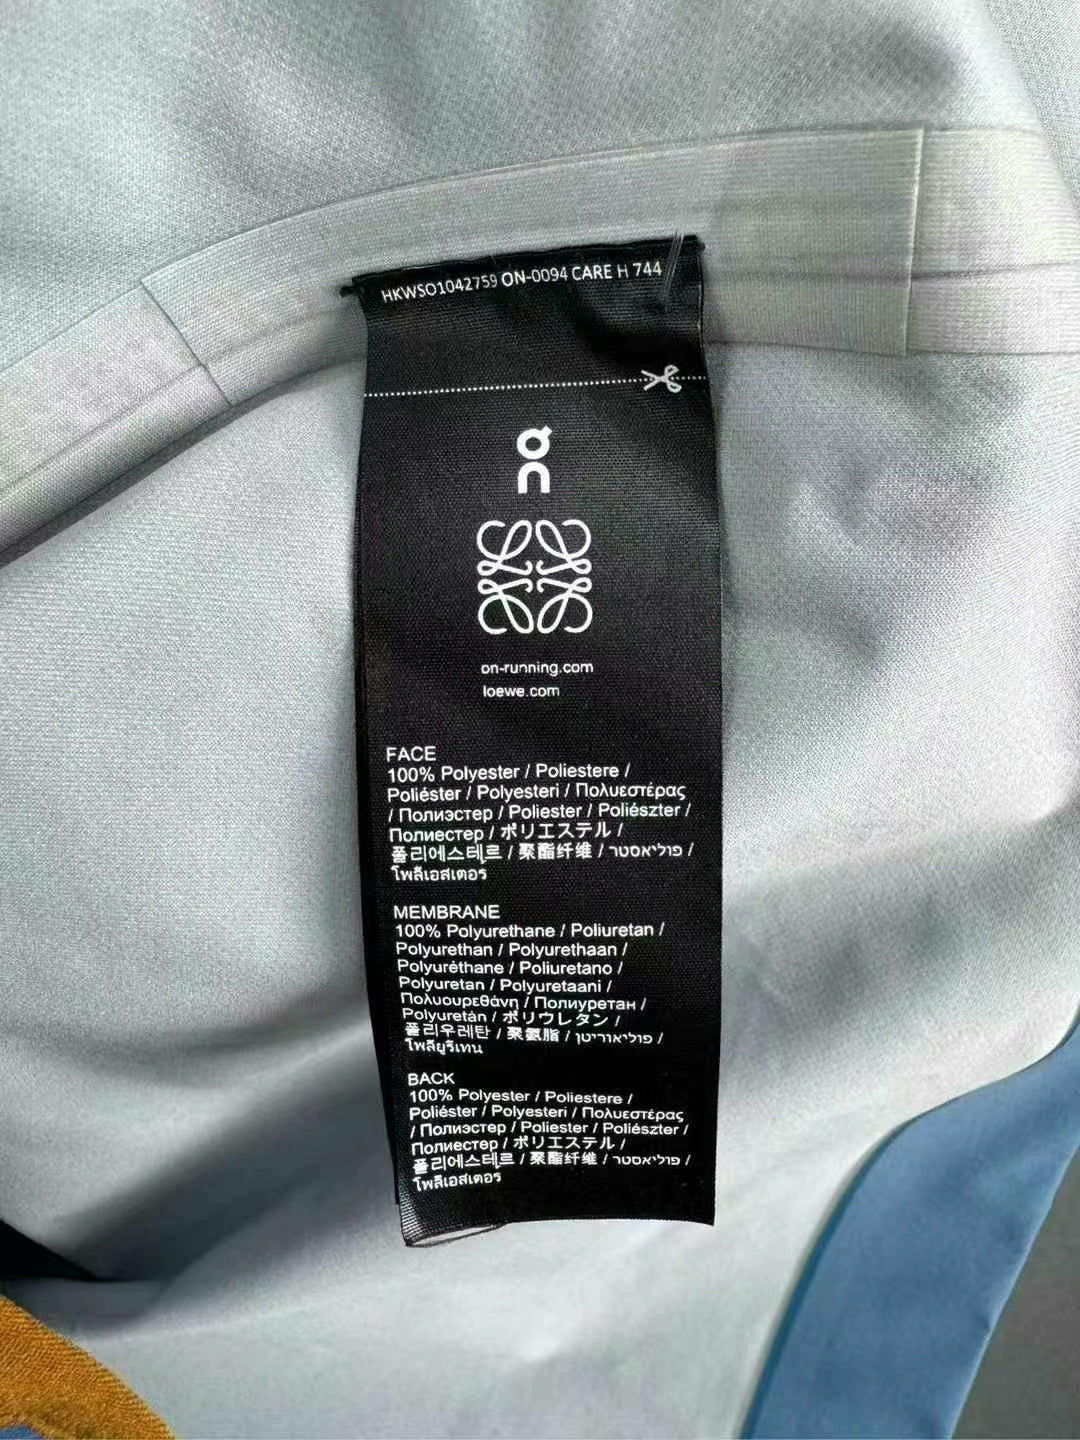 HKWSO1042759 ON-0094 CARE H 744
on
on-running.com
loewe.com
FACE
100% Polyester / Poliestere /
Poliéster / Polyesteri / Πολυεστέρας
/ Полиэстер / Poliester / Poliészter /
Полиестер / ポリエステル /
폴리에스테르 / 聚酯纤维 / פוליאסטר /
โพลีเอสเตอร์
MEMBRANE
100% Polyurethane / Poliuretan /
Polyurethan / Polyurethaan /
Polyuréthane / Poliuretano /
Polyuretan / Polyuretaani /
Πολυουρεθάνη / Полиуретан /
Polyuretán / ポリウレタン /
폴리우레탄 / 聚氨脂 / פוליאוריטן /
โพลียูรีเทน
BACK
100% Polyester / Poliestere /
Poliéster / Polyesteri / Πολυεστέρας
/ Полиэстер / Poliester / Poliészter /
Полиестер / ポリエステル /
폴리에스테르 / 聚酯纤维 / פוליאסטר /
โพลีเอสเตอร์